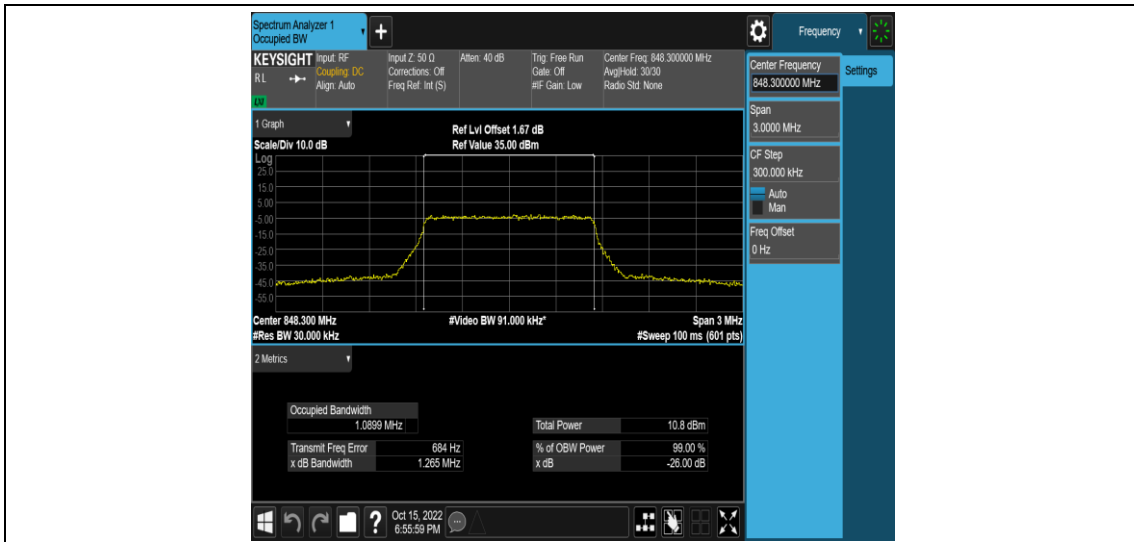 Spectrum Analyzer 1
Occupied BW
+
Frequency
KEYSIGHT
RL
LXI
Input: RF
Coupling: DC
Align: Auto
Input Z: 50 Ω
Corrections: Off
Freq Ref: Int (S)
Atten: 40 dB
Trig: Free Run
Gate: Off
#IF Gain: Low
Center Freq: 848.300000 MHz
Avg|Hold: 30/30
Radio Std: None
Center Frequency
848.300000 MHz
Settings
Span
3.0000 MHz
CF Step
300.000 kHz
Auto
Man
Freq Offset
0 Hz
1 Graph
Scale/Div 10.0 dB
Ref Lvl Offset 1.67 dB
Ref Value 35.00 dBm
Log
25.0
15.0
5.00
-5.00
-15.0
-25.0
-35.0
-45.0
-55.0
Center 848.300 MHz
#Video BW 91.000 kHz*
Span 3 MHz
#Res BW 30.000 kHz
#Sweep 100 ms (601 pts)
2 Metrics
Occupied Bandwidth
1.0899 MHz
Total Power 10.8 dBm
Transmit Freq Error 684 Hz
% of OBW Power 99.00 %
x dB Bandwidth 1.265 MHz
x dB -26.00 dB
?
Oct 15, 2022
6:55:59 PM